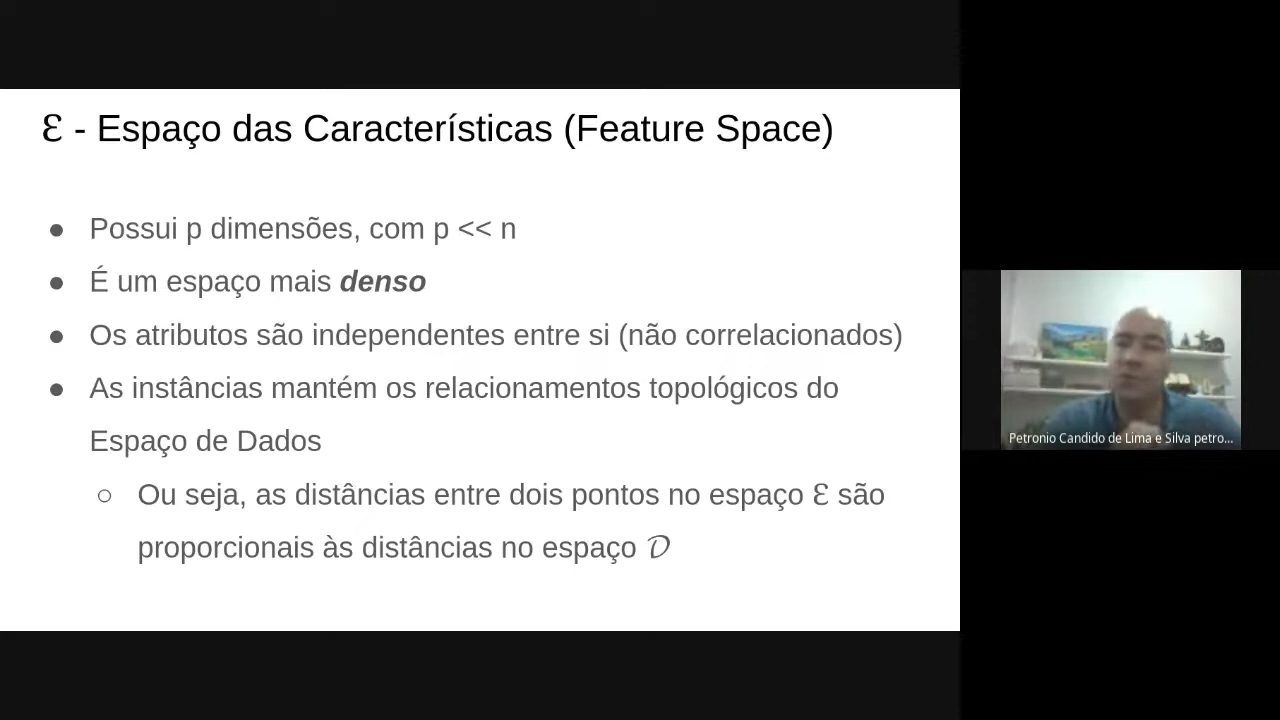 ℰ - Espaço das Características (Feature Space)
● Possui p dimensões, com p << n
● É um espaço mais denso
● Os atributos são independentes entre si (não correlacionados)
● As instâncias mantém os relacionamentos topológicos do
Espaço de Dados
○ Ou seja, as distâncias entre dois pontos no espaço ℰ são
proporcionais às distâncias no espaço 𝒟
Petronio Candido de Lima e Silva petro...